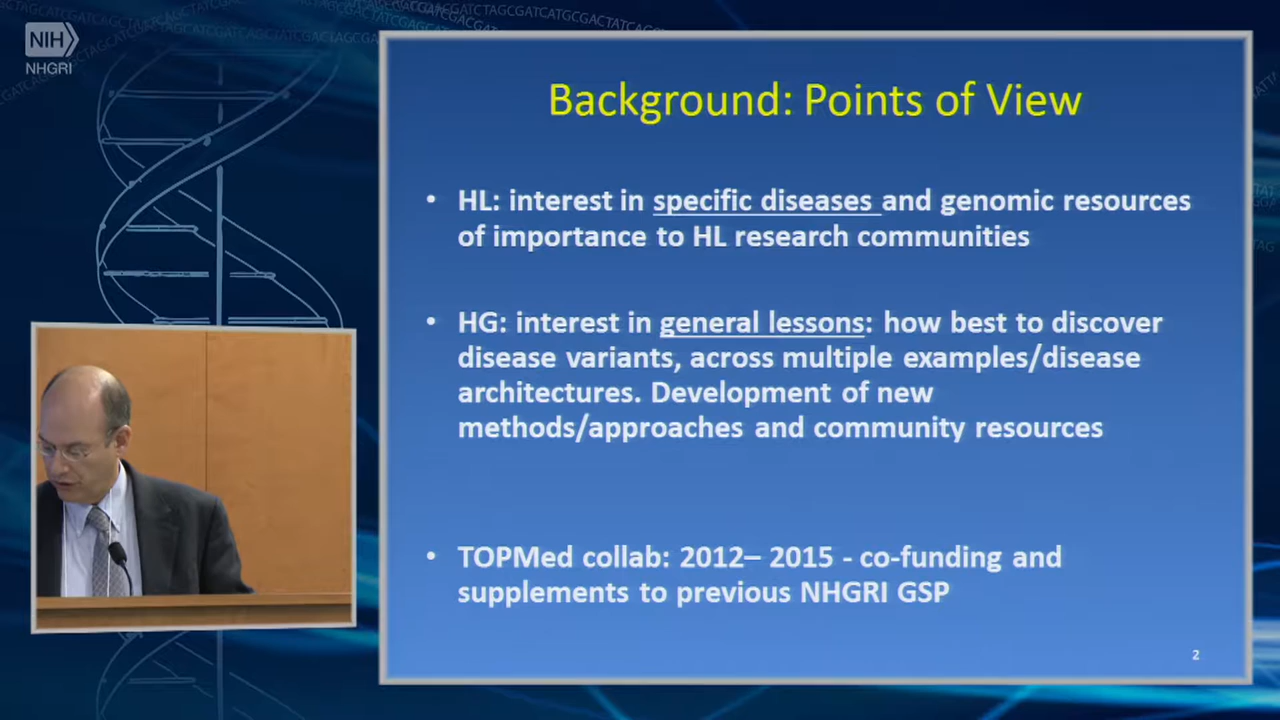 NIH
NHGRI
Background: Points of View
• HL: interest in specific diseases and genomic resources
of importance to HL research communities
• HG: interest in general lessons: how best to discover
disease variants, across multiple examples/disease
architectures. Development of new
methods/approaches and community resources
• TOPMed collab: 2012– 2015 - co-funding and
supplements to previous NHGRI GSP
2